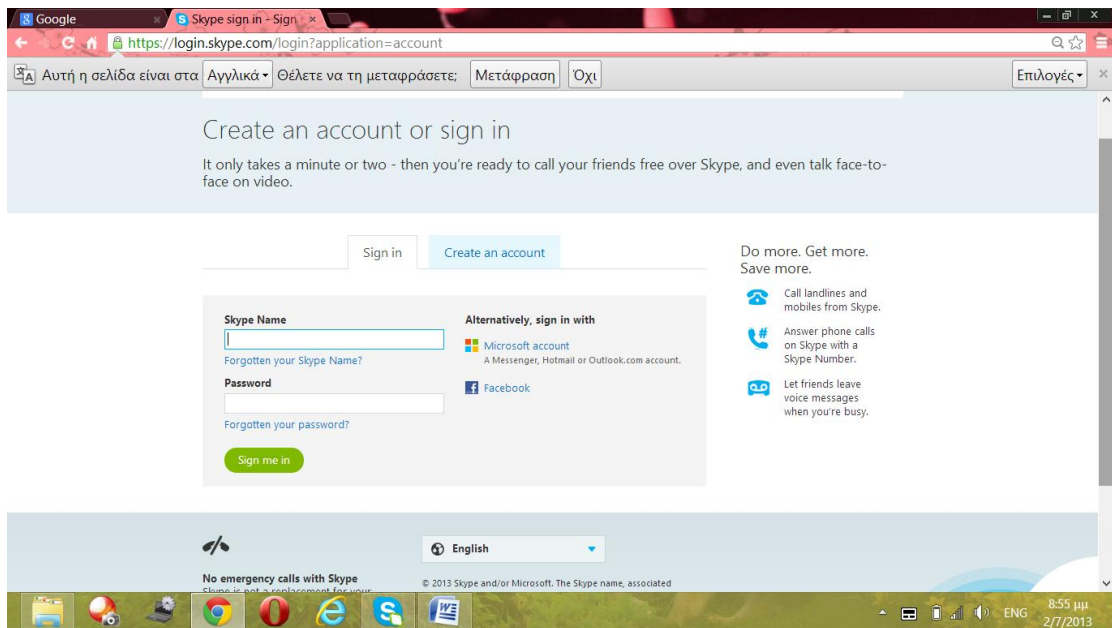 Google
Skype sign in - Sign
https://login.skype.com/login?application=account
Αυτή η σελίδα είναι στα Αγγλικά Θέλετε να τη μεταφράσετε; Μετάφραση Όχι Επιλογές
Create an account or sign in
It only takes a minute or two - then you're ready to call your friends free over Skype, and even talk face-to-
face on video.
Sign in
Create an account
Skype Name
Forgotten your Skype Name?
Password
Forgotten your password?
Sign me in
Alternatively, sign in with
Microsoft account
A Messenger, Hotmail or Outlook.com account.
Facebook
Do more. Get more.
Save more.
Call landlines and
mobiles from Skype.
Answer phone calls
on Skype with a
Skype Number.
Let friends leave
voice messages
when you're busy.
No emergency calls with Skype
Skype is not a replacement for your
English
© 2013 Skype and/or Microsoft. The Skype name, associated
ENG
8:55 μμ
2/7/2013